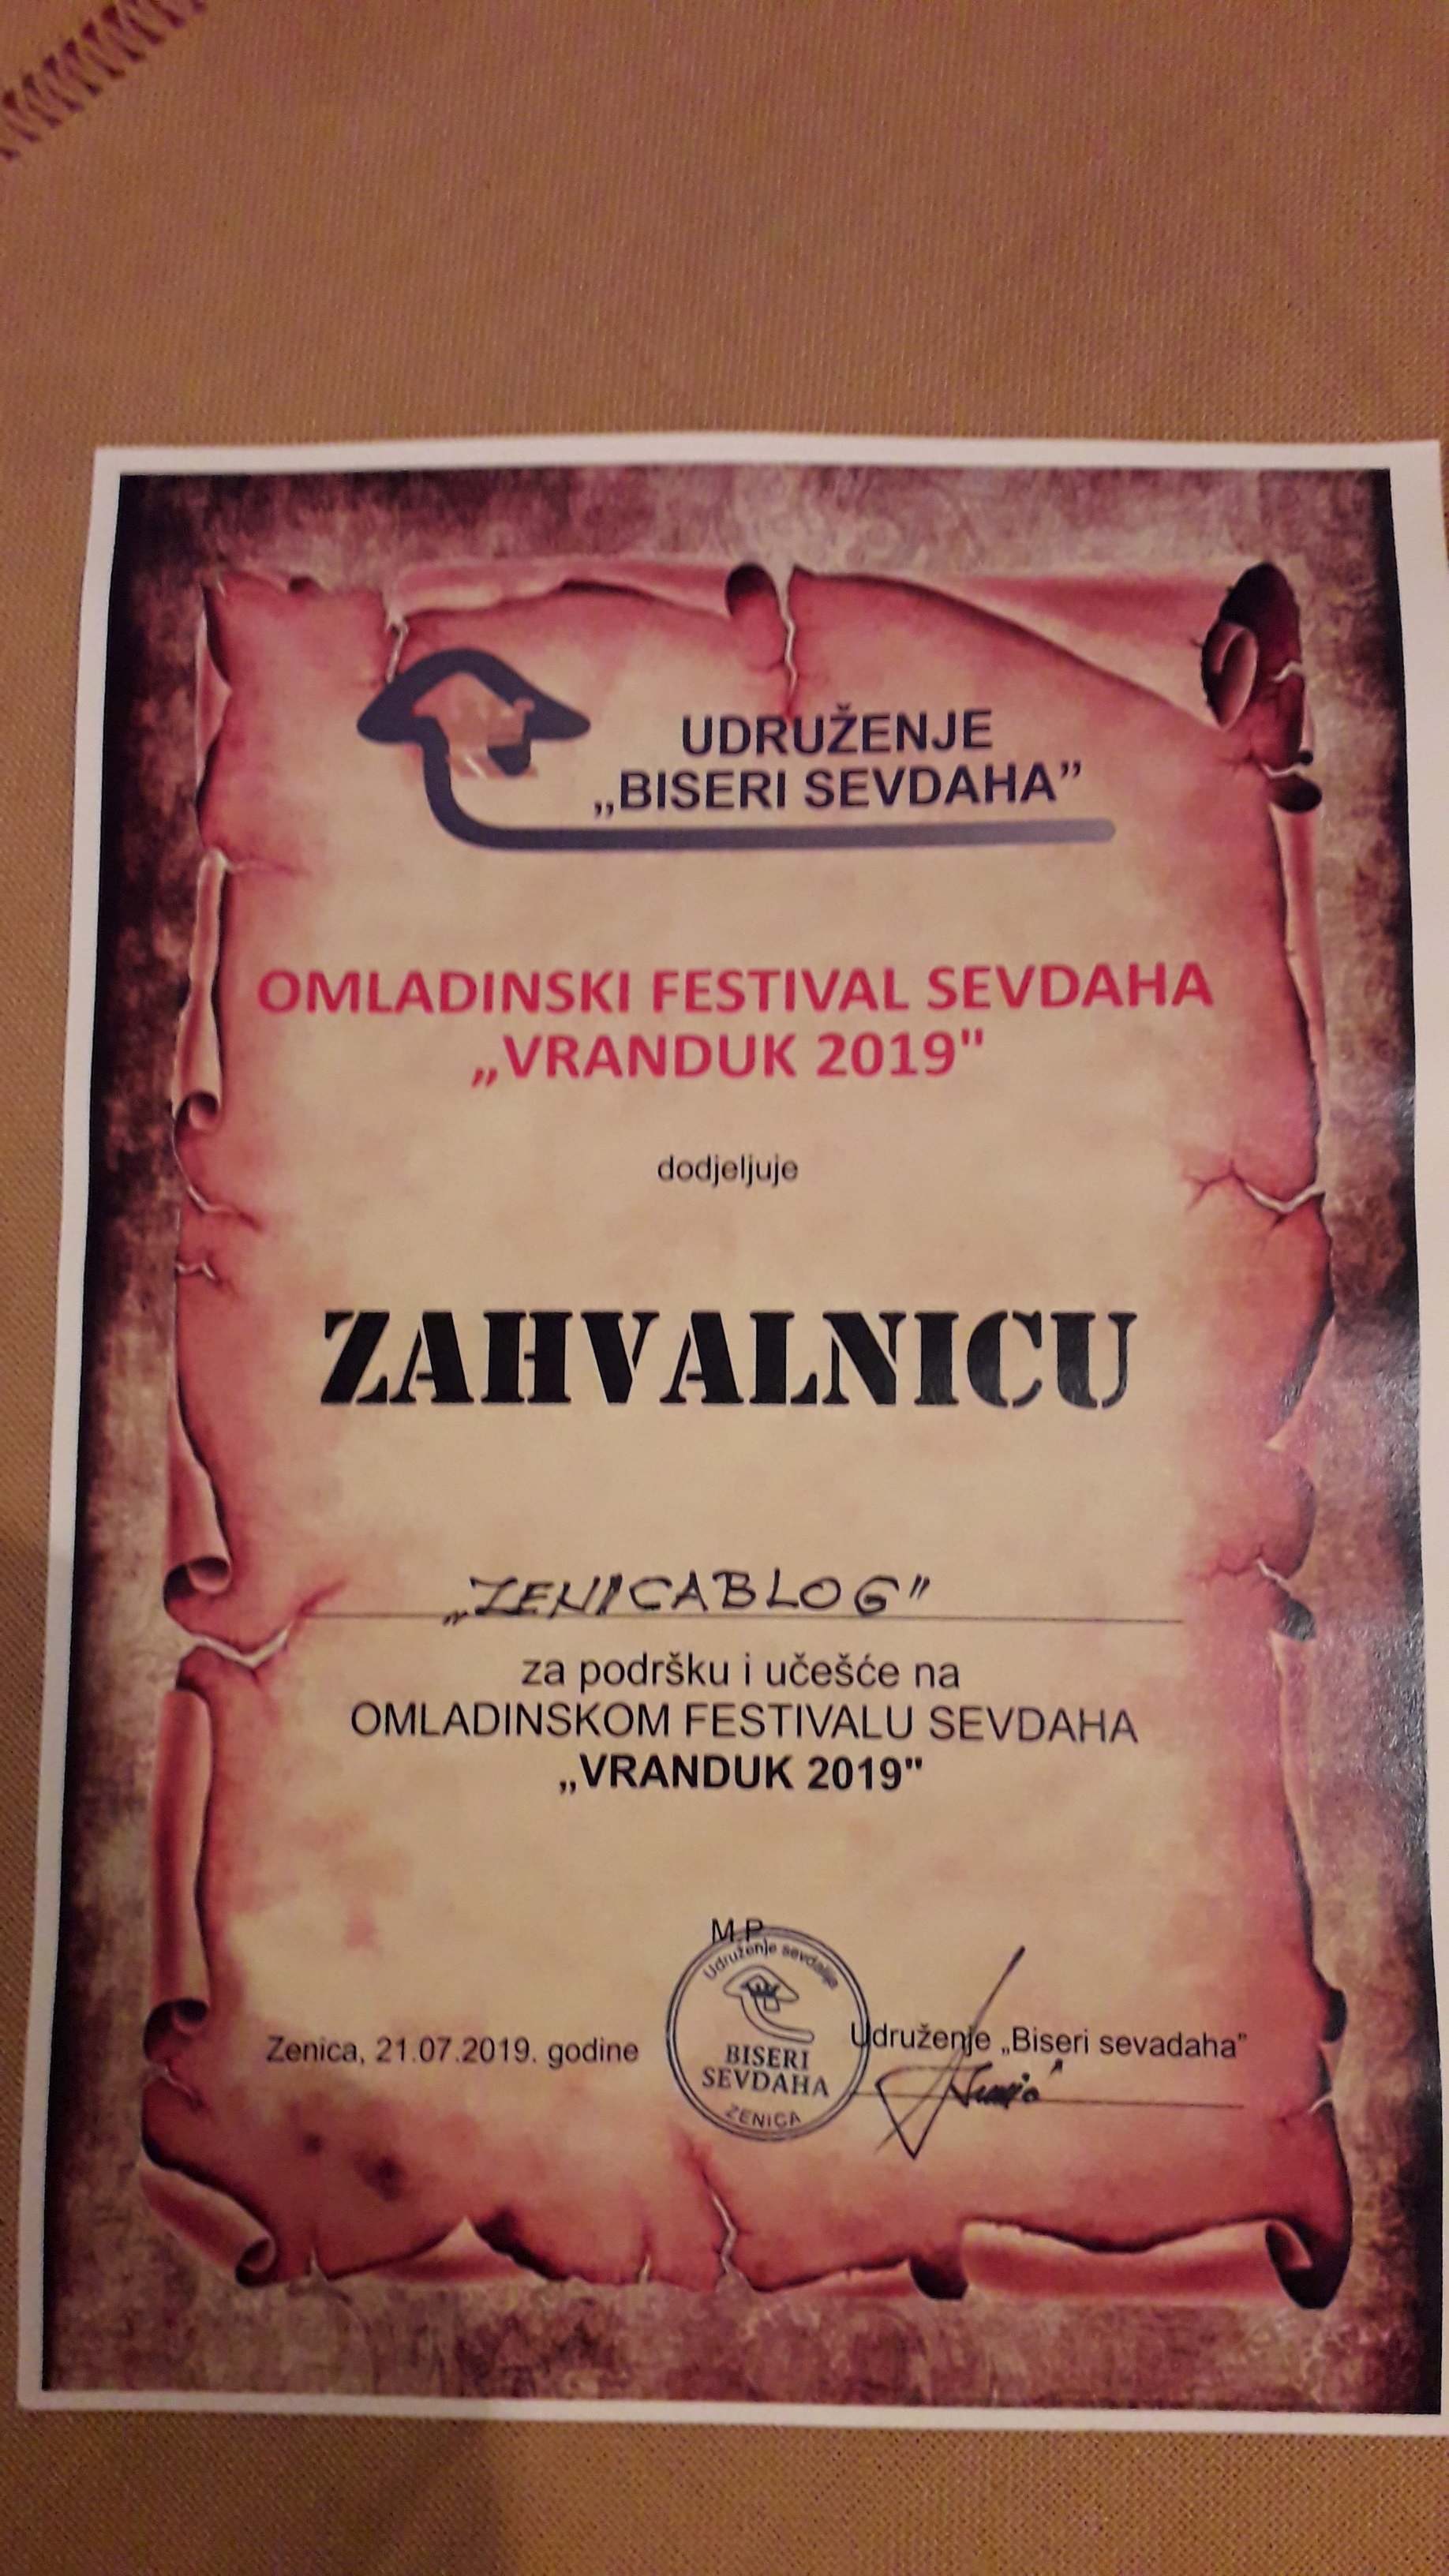 UDRUŽENJE
„BISERI SEVDAHA”
OMLADINSKI FESTIVAL SEVDAHA
„VRANDUK 2019"
dodjeljuje
ZAHVALNICU
„ZENICABLOG”
za podršku i učešće na
OMLADINSKOM FESTIVALU SEVDAHA
„VRANDUK 2019"
M.P.
Udruženje sevdalija
BISERI
SEVDAHA
ZENICA
Zenica, 21.07.2019. godine
Udruženje „Biseri sevadaha”